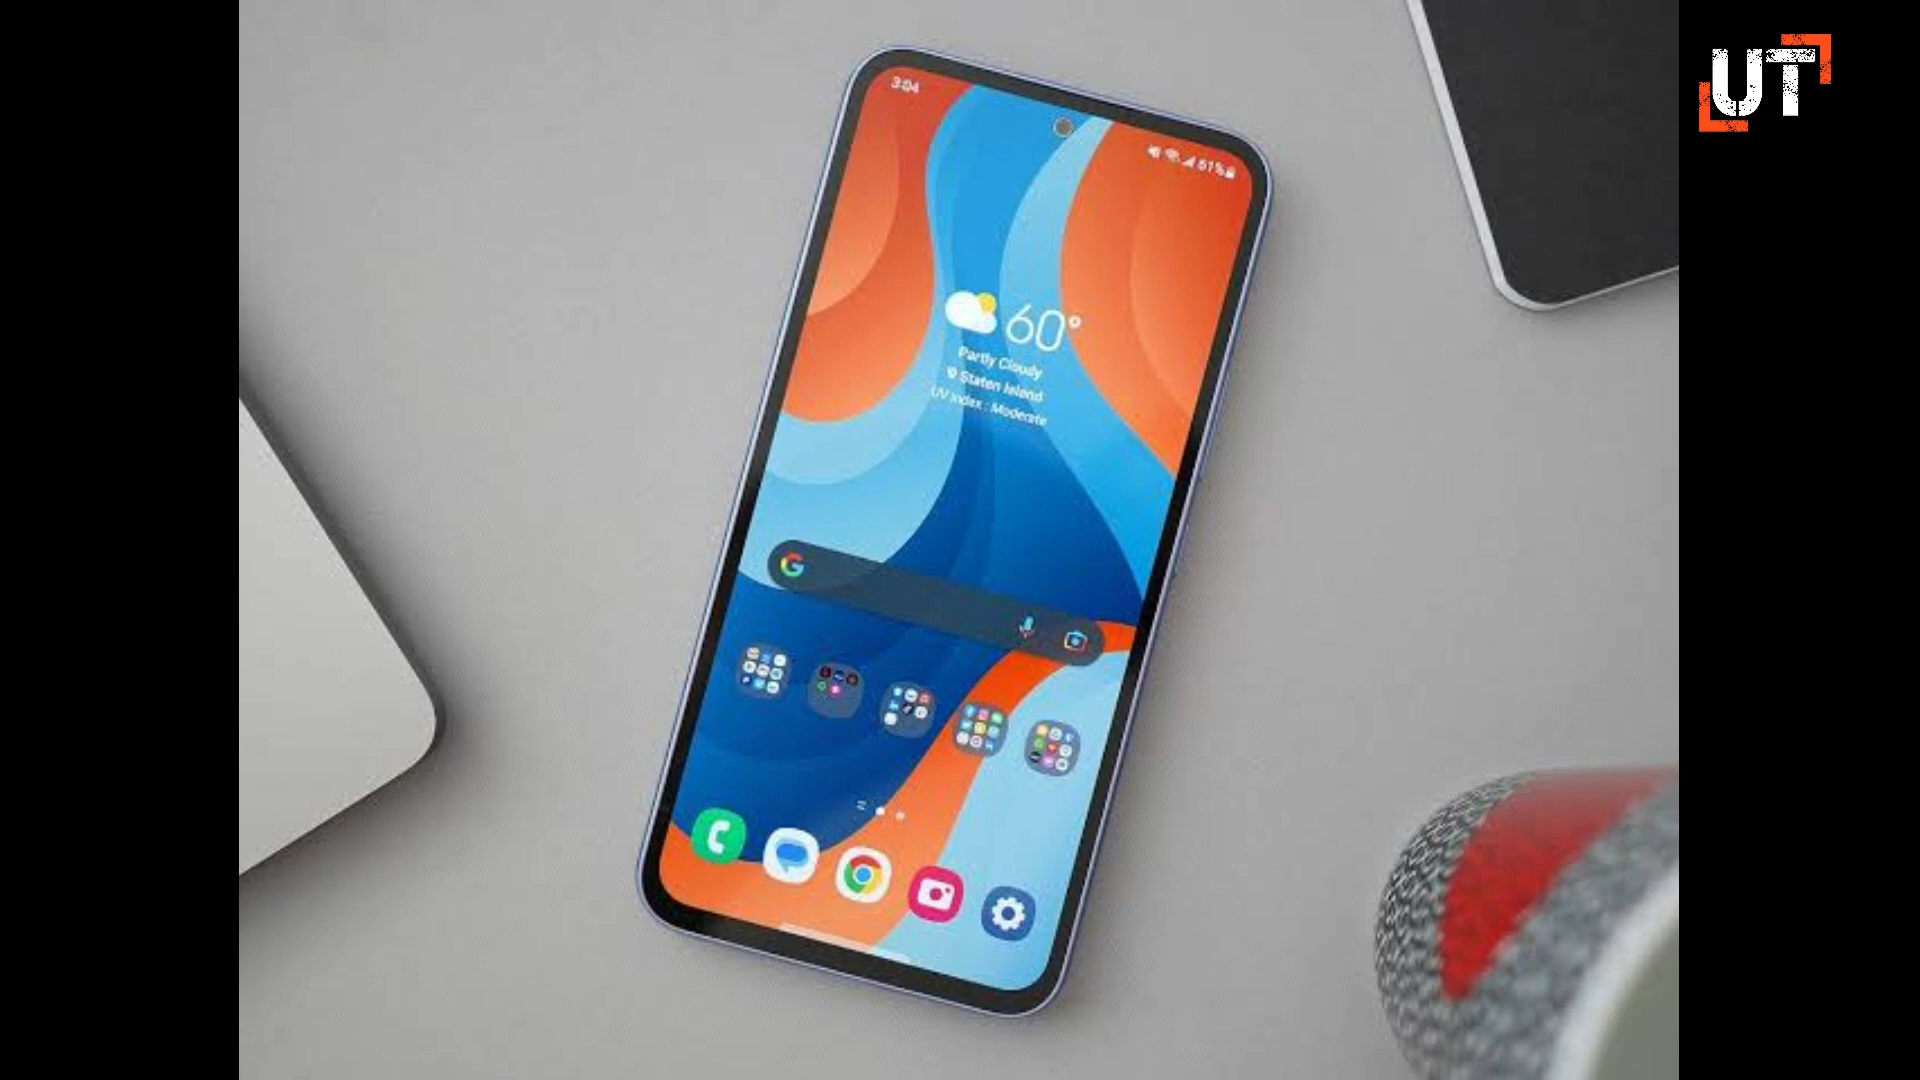 UT
3:04
61%
60°
Partly Cloudy
Staten Island
UV index : Moderate